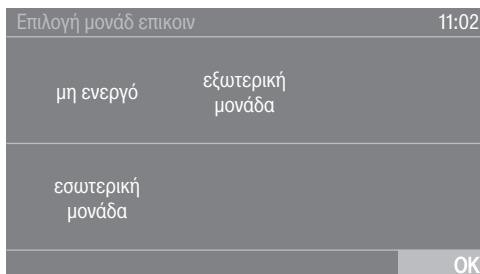 Επιλογή μονάδ επικοιν
11:02
μη ενεργό
εξωτερική
μονάδα
εσωτερική
μονάδα
OK